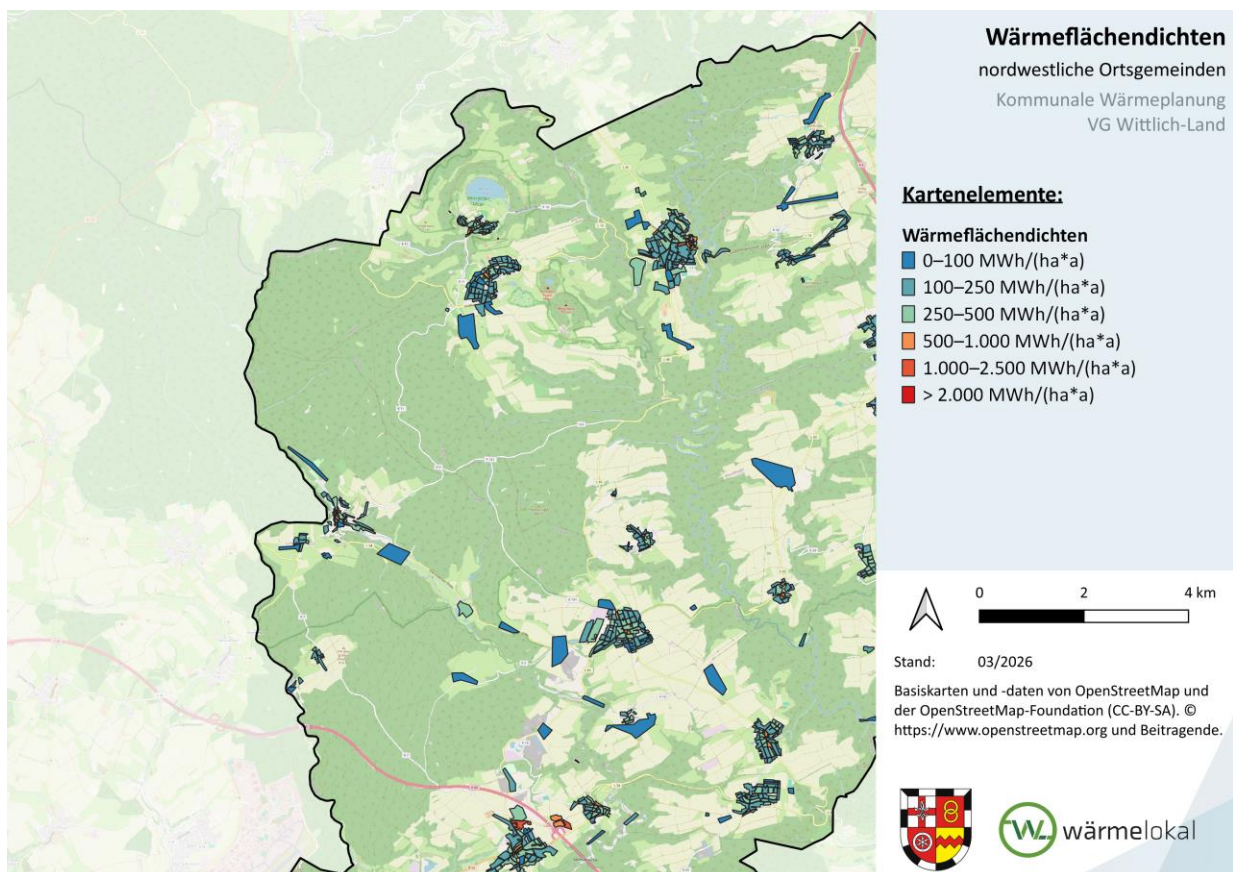 Wärmeflächendichten
nordwestliche Ortsgemeinden
Kommunale Wärmeplanung
VG Wittlich-Land
Kartenelemente:
Wärmeflächendichten
0–100 MWh/(ha*a)
100–250 MWh/(ha*a)
250–500 MWh/(ha*a)
500–1.000 MWh/(ha*a)
1.000–2.500 MWh/(ha*a)
> 2.000 MWh/(ha*a)
0 2 4 km
Stand: 03/2026
Basiskarten und -daten von OpenStreetMap und
der OpenStreetMap-Foundation (CC-BY-SA). ©
https://www.openstreetmap.org und Beitragende.
WL wärmelokal